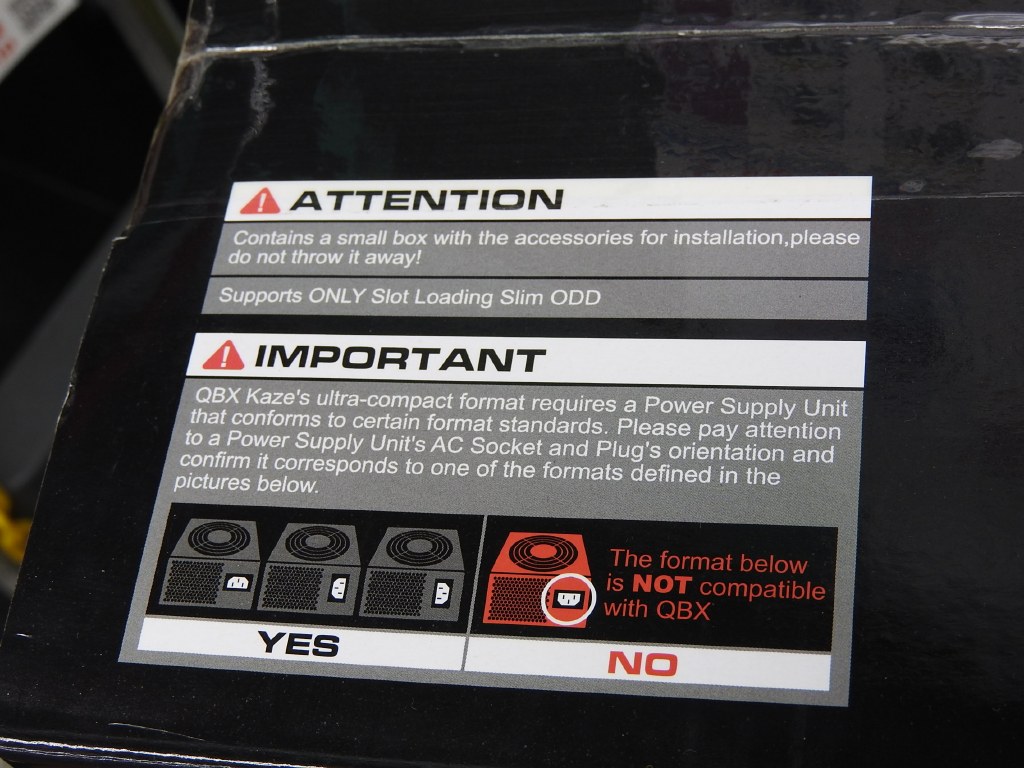 ATTENTION
Contains a small box with the accessories for installation,please
do not throw it away!
Supports ONLY Slot Loading Slim ODD
IMPORTANT
QBX Kaze's ultra-compact format requires a Power Supply Unit
that conforms to certain format standards. Please pay attention
to a Power Supply Unit's AC Socket and Plug's orientation and
confirm it corresponds to one of the formats defined in the
pictures below.
The format below
is NOT compatible
with QBX
YES
NO